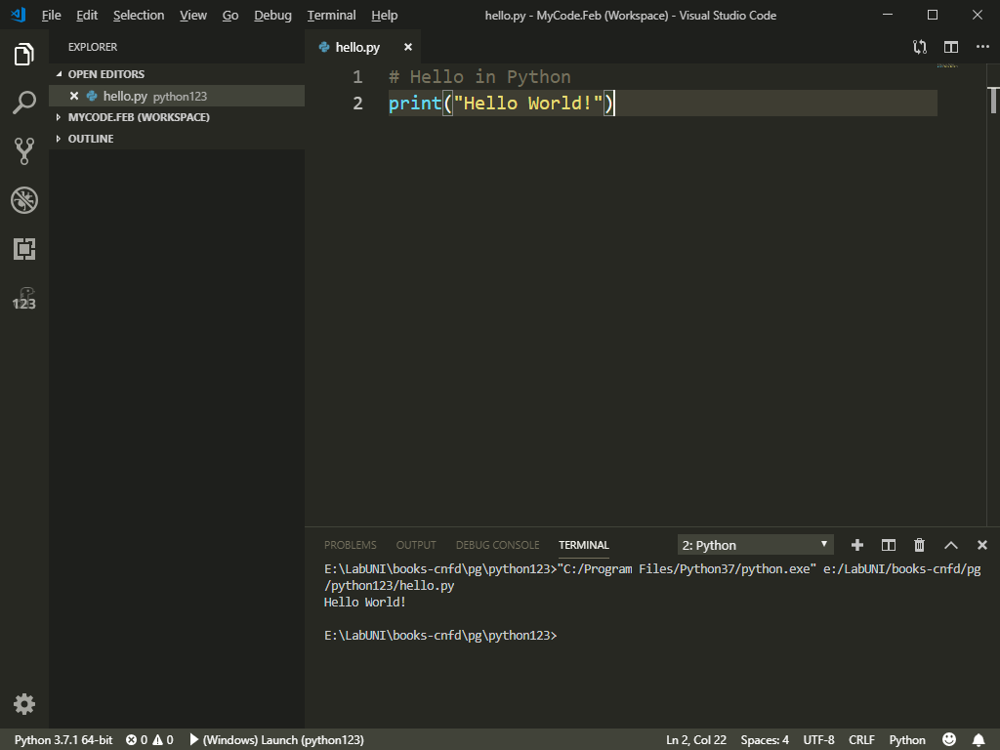 File Edit Selection View Go Debug Terminal Help hello.py - MyCode.Feb (Workspace) - Visual Studio Code
EXPLORER
OPEN EDITORS
hello.py python123
MYCODE.FEB (WORKSPACE)
OUTLINE
123
hello.py
1 # Hello in Python
2 print("Hello World!")
PROBLEMS OUTPUT DEBUG CONSOLE TERMINAL 2: Python
E:\LabUNI\books-cnfd\pg\python123>"C:/Program Files/Python37/python.exe" e:/LabUNI/books-cnfd/pg
/python123/hello.py
Hello World!
E:\LabUNI\books-cnfd\pg\python123>
Python 3.7.1 64-bit 0 0 (Windows) Launch (python123) Ln 2, Col 22 Spaces: 4 UTF-8 CRLF Python